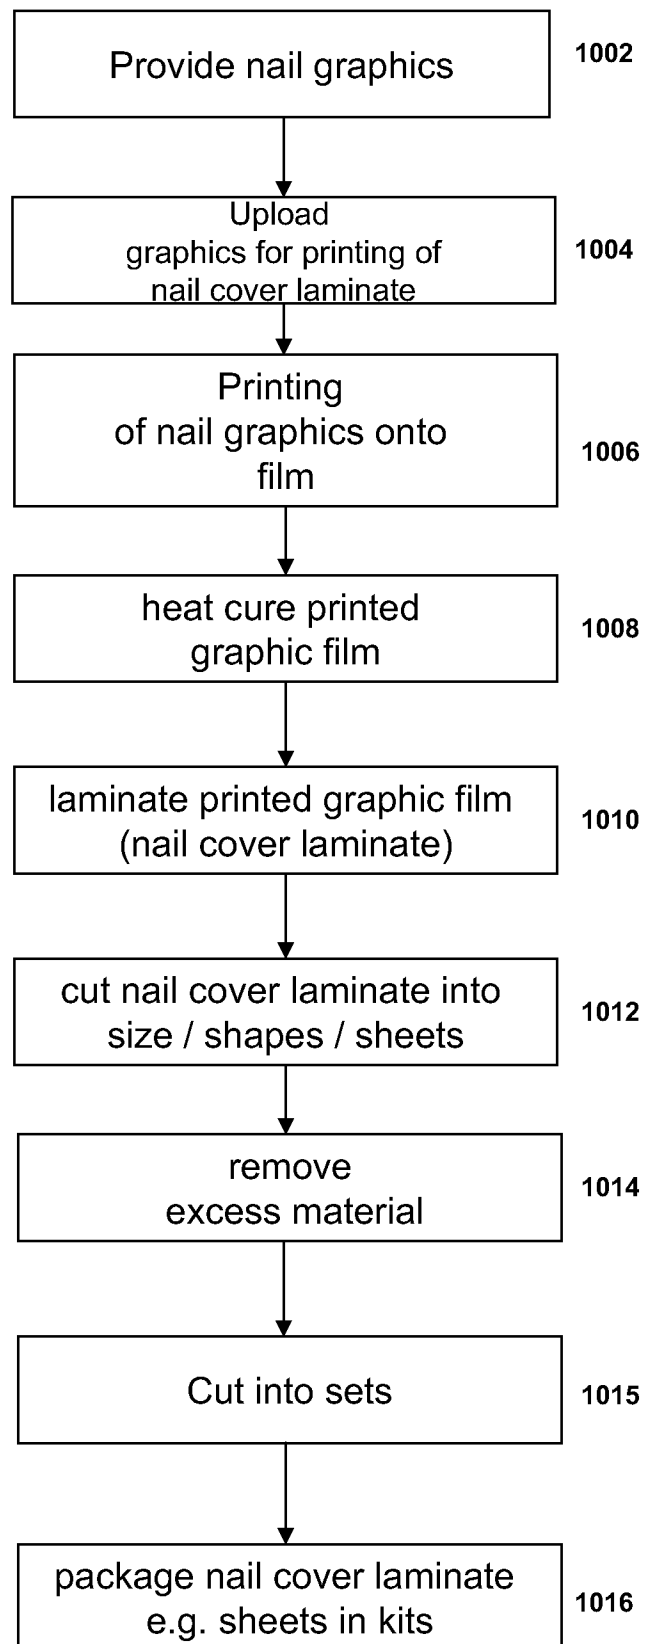 Provide nail graphics
1002
Upload
graphics for printing of
nail cover laminate
1004
Printing
of nail graphics onto
film
1006
heat cure printed
graphic film
1008
laminate printed graphic film
(nail cover laminate)
1010
cut nail cover laminate into
size / shapes / sheets
1012
remove
excess material
1014
Cut into sets
1015
package nail cover laminate
e.g. sheets in kits
1016